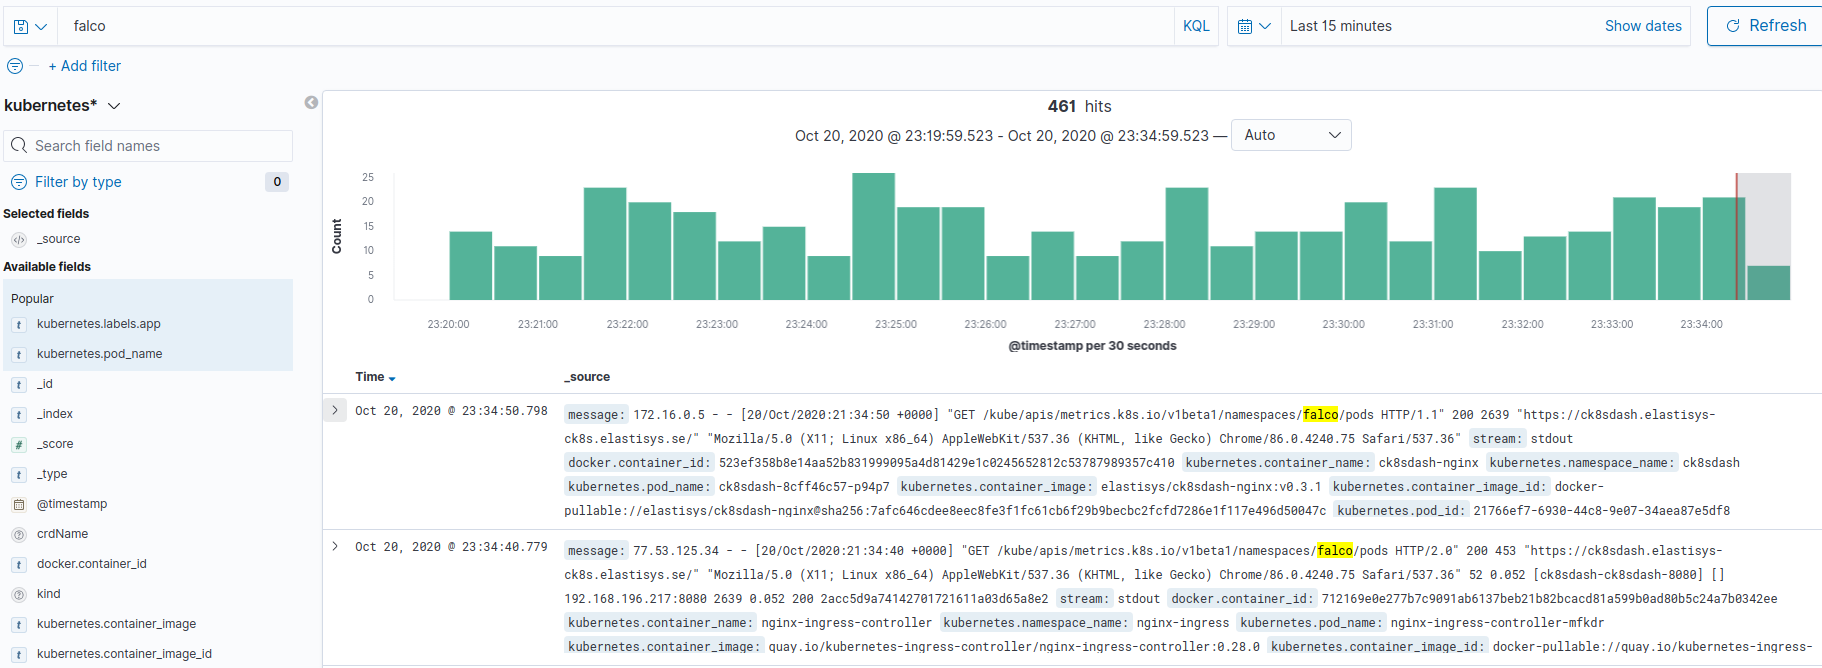 falco KQL Last 15 minutes Show dates Refresh
+ Add filter
kubernetes*
Search field names
Filter by type 0
Selected fields
_source
Available fields
Popular
t kubernetes.labels.app
t kubernetes.pod_name
t _id
t _index
# _score
t _type
@timestamp
? crdName
t docker.container_id
? kind
t kubernetes.container_image
t kubernetes.container_image_id
461 hits
Oct 20, 2020 @ 23:19:59.523 - Oct 20, 2020 @ 23:34:59.523 — Auto
Count
25
20
15
10
5
0
23:20:00 23:21:00 23:22:00 23:23:00 23:24:00 23:25:00 23:26:00 23:27:00 23:28:00 23:29:00 23:30:00 23:31:00 23:32:00 23:33:00 23:34:00
@timestamp per 30 seconds
Time _source
Oct 20, 2020 @ 23:34:50.798 message: 172.16.0.5 - - [20/Oct/2020:21:34:50 +0000] "GET /kube/apis/metrics.k8s.io/v1beta1/namespaces/falco/pods HTTP/1.1" 200 2639 "https://ck8sdash.elastisys-
ck8s.elastisys.se/" "Mozilla/5.0 (X11; Linux x86_64) AppleWebKit/537.36 (KHTML, like Gecko) Chrome/86.0.4240.75 Safari/537.36" stream: stdout
docker.container_id: 523ef358b8e14aa52b831999095a4d81429e1c0245652812c53787989357c410 kubernetes.container_name: ck8sdash-nginx kubernetes.namespace_name: ck8sdash
kubernetes.pod_name: ck8sdash-8cff46c57-p94p7 kubernetes.container_image: elastisys/ck8sdash-nginx:v0.3.1 kubernetes.container_image_id: docker-
pullable://elastisys/ck8sdash-nginx@sha256:7afc646cdee8eec8fe3f1fc61cb6f29b9becbc2fcfd7286e1f117e496d50047c kubernetes.pod_id: 21766ef7-6930-44c8-9e07-34aea87e5df8
Oct 20, 2020 @ 23:34:40.779 message: 77.53.125.34 - - [20/Oct/2020:21:34:40 +0000] "GET /kube/apis/metrics.k8s.io/v1beta1/namespaces/falco/pods HTTP/2.0" 200 453 "https://ck8sdash.elastisys-
ck8s.elastisys.se/" "Mozilla/5.0 (X11; Linux x86_64) AppleWebKit/537.36 (KHTML, like Gecko) Chrome/86.0.4240.75 Safari/537.36" 52 0.052 [ck8sdash-ck8sdash-8080] []
192.168.196.217:8080 2639 0.052 200 2acc5d9a74142701721611a03d65a8e2 stream: stdout docker.container_id: 712169e0e277b7c9091ab6137beb21b82bcacd81a599b0ad80b5c24a7b0342ee
kubernetes.container_name: nginx-ingress-controller kubernetes.namespace_name: nginx-ingress kubernetes.pod_name: nginx-ingress-controller-mfkdr
kubernetes.container_image: quay.io/kubernetes-ingress-controller/nginx-ingress-controller:0.28.0 kubernetes.container_image_id: docker-pullable://quay.io/kubernetes-ingress-